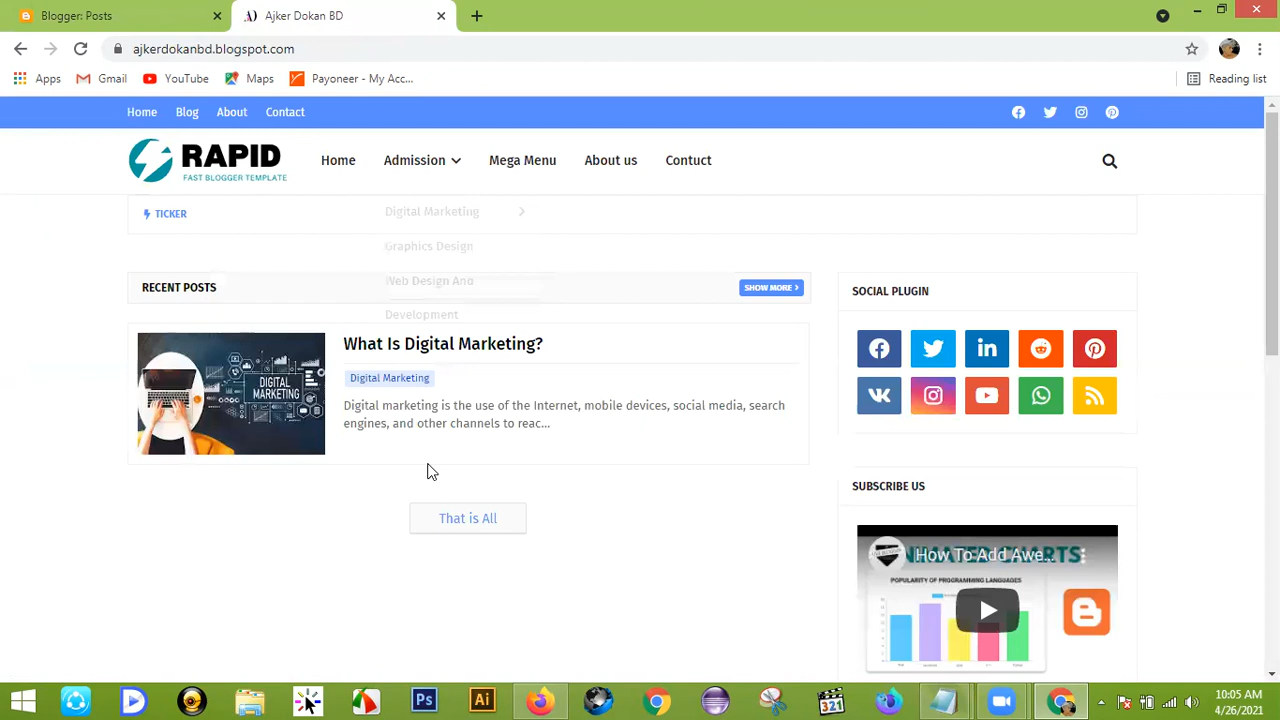 Blogger: Posts
Ajker Dokan BD
ajkerdokanbd.blogspot.com
Apps
Gmail
YouTube
Maps
Payoneer - My Acc...
Reading list
Home
Blog
About
Contact
RAPID
FAST BLOGGER TEMPLATE
Home
Admission
Mega Menu
About us
Contuct
TICKER
Digital Marketing
Graphics Design
Web Design And
Development
RECENT POSTS
SHOW MORE
SOCIAL PLUGIN
DIGITAL
MARKETING
What Is Digital Marketing?
Digital Marketing
Digital marketing is the use of the Internet, mobile devices, social media, search
engines, and other channels to reac...
That is All
SUBSCRIBE US
How To Add Awe...
POPULARITY OF PROGRAMMING LANGUAGES
Ps
Ai
321
10:05 AM
4/26/2021